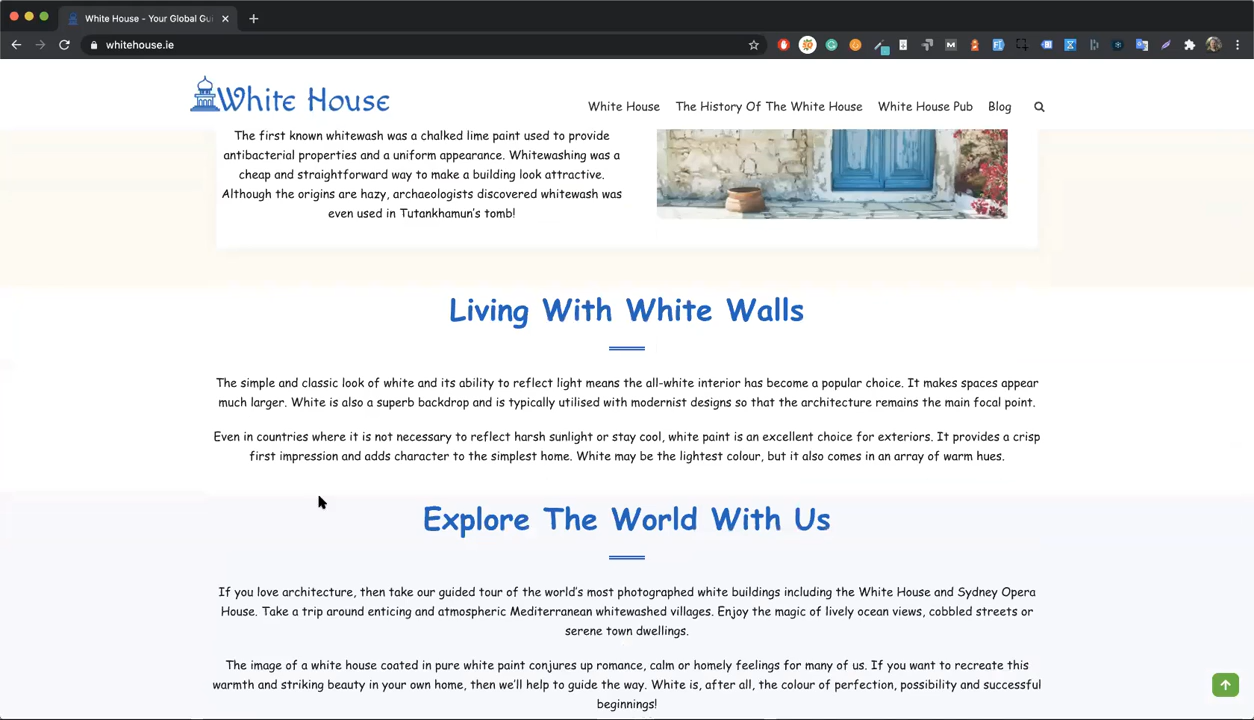 White House - Your Global Gu
whitehouse.ie
White House
White House
The History Of The White House
White House Pub
Blog
The first known whitewash was a chalked lime paint used to provide
antibacterial properties and a uniform appearance. Whitewashing was a
cheap and straightforward way to make a building look attractive.
Although the origins are hazy, archaeologists discovered whitewash was
even used in Tutankhamun's tomb!
Living With White Walls
The simple and classic look of white and its ability to reflect light means the all-white interior has become a popular choice. It makes spaces appear
much larger. White is also a superb backdrop and is typically utilised with modernist designs so that the architecture remains the main focal point.
Even in countries where it is not necessary to reflect harsh sunlight or stay cool, white paint is an excellent choice for exteriors. It provides a crisp
first impression and adds character to the simplest home. White may be the lightest colour, but it also comes in an array of warm hues.
Explore The World With Us
If you love architecture, then take our guided tour of the world's most photographed white buildings including the White House and Sydney Opera
House. Take a trip around enticing and atmospheric Mediterranean whitewashed villages. Enjoy the magic of lively ocean views, cobbled streets or
serene town dwellings.
The image of a white house coated in pure white paint conjures up romance, calm or homely feelings for many of us. If you want to recreate this
warmth and striking beauty in your own home, then we'll help to guide the way. White is, after all, the colour of perfection, possibility and successful
beginnings!